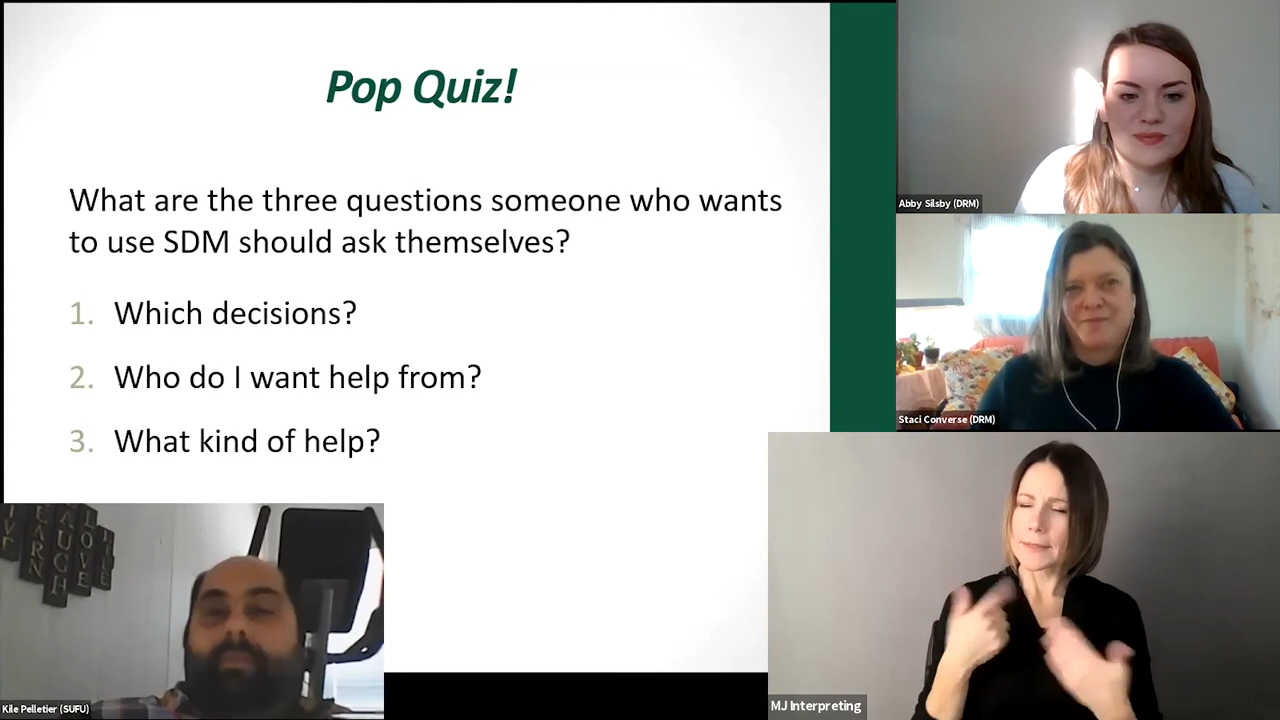 Pop Quiz!
What are the three questions someone who wants
to use SDM should ask themselves?
1. Which decisions?
2. Who do I want help from?
3. What kind of help?
Abby Silsby (DRM)
Staci Converse (DRM)
MJ Interpreting
LAUGH
LOVE
Kile Pelletier (SUFU)